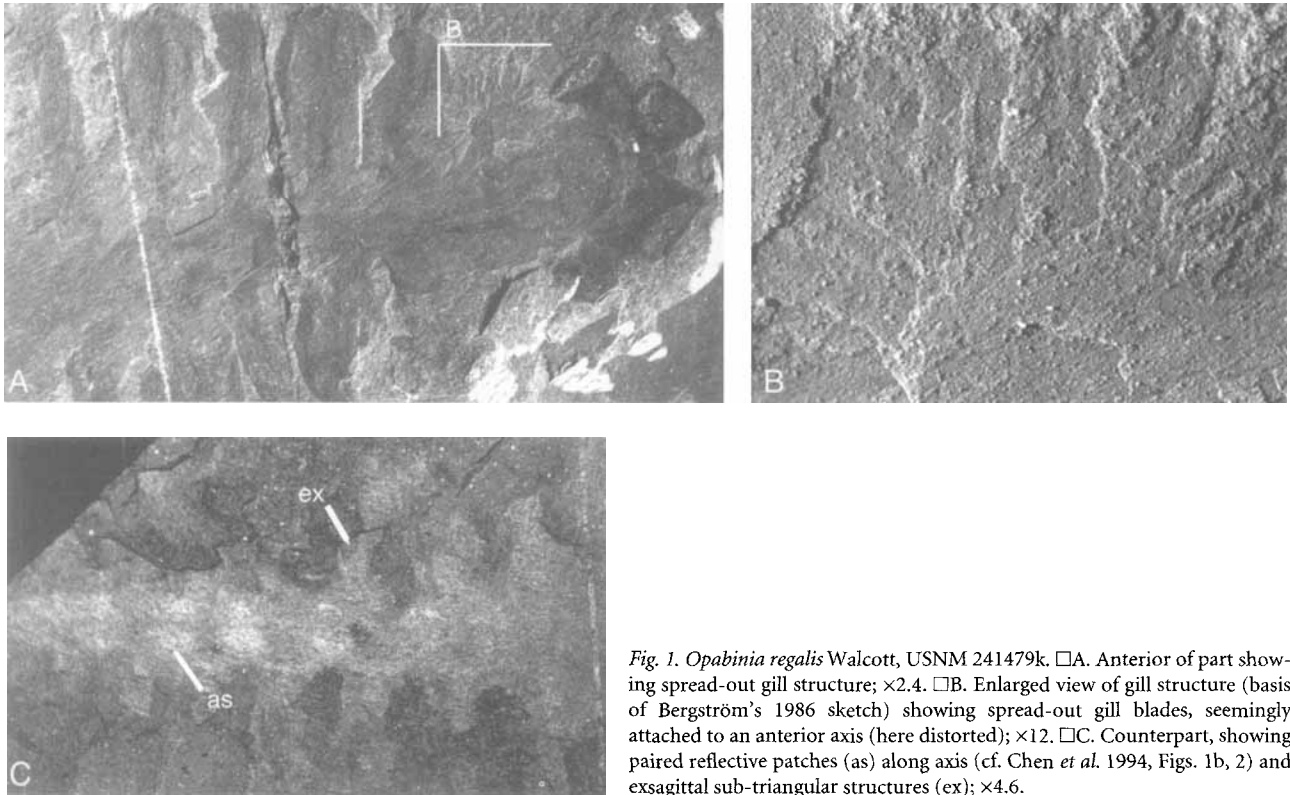 B
A
B
ex
as
C
Fig. 1. Opabinia regalis Walcott, USNM 241479k. □A. Anterior of part show-
ing spread-out gill structure; ×2.4. □B. Enlarged view of gill structure (basis
of Bergström's 1986 sketch) showing spread-out gill blades, seemingly
attached to an anterior axis (here distorted); ×12. □C. Counterpart, showing
paired reflective patches (as) along axis (cf. Chen et al. 1994, Figs. 1b, 2) and
exsagittal sub-triangular structures (ex); ×4.6.